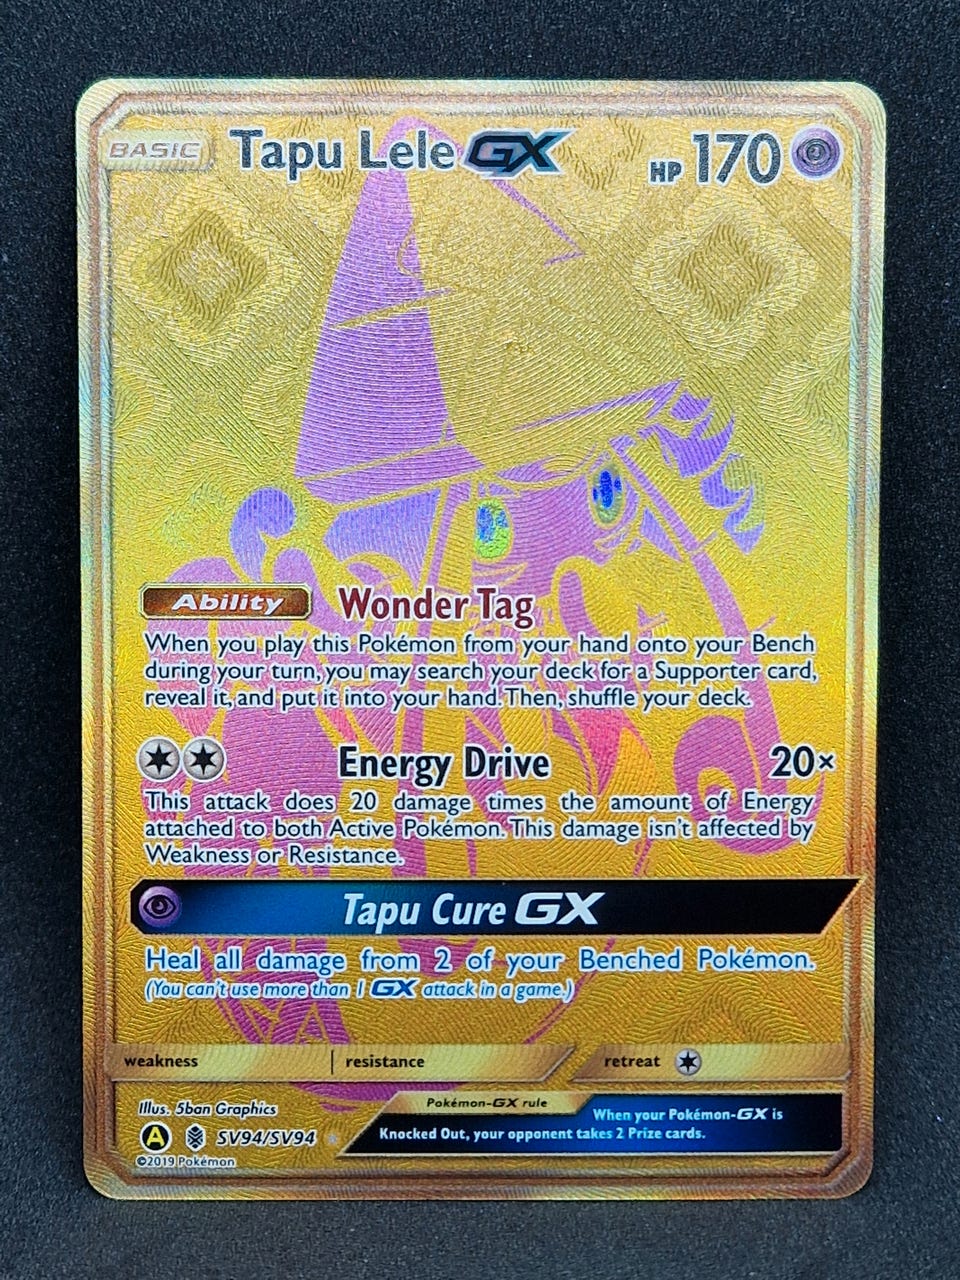 BASIC Tapu Lele GX HP 170
Ability Wonder Tag
When you play this Pokémon from your hand onto your Bench
during your turn, you may search your deck for a Supporter card,
reveal it, and put it into your hand. Then, shuffle your deck.
Energy Drive 20×
This attack does 20 damage times the amount of Energy
attached to both Active Pokémon. This damage isn't affected by
Weakness or Resistance.
Tapu Cure GX
Heal all damage from 2 of your Benched Pokémon.
(You can't use more than 1 GX attack in a game.)
weakness resistance retreat
Illus. 5ban Graphics
Pokémon-GX rule
When your Pokémon-GX is
Knocked Out, your opponent takes 2 Prize cards.
A SV94/SV94
©2019 Pokémon